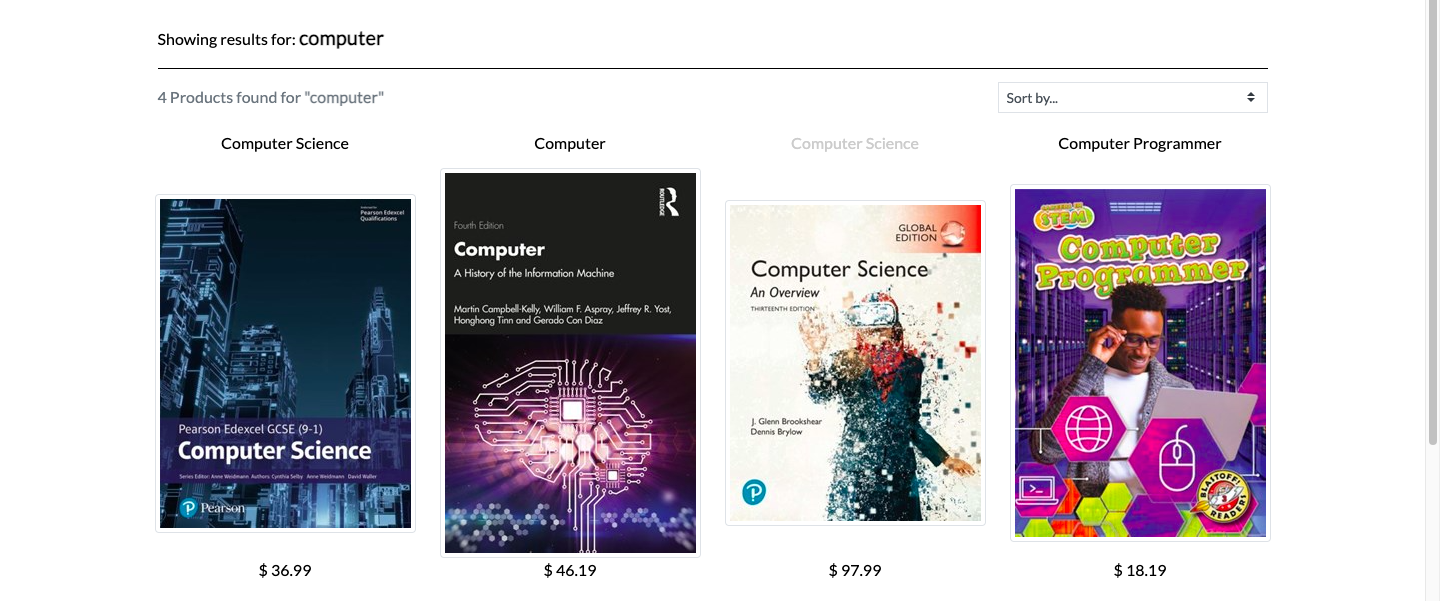 Showing results for: computer
4 Products found for "computer"
Sort by...
Computer Science
Computer
Computer Science
Computer Programmer
Pearson Edexcel
Qualifications
Pearson Edexcel GCSE (9-1)
Computer Science
Series Editor: Anne Weidmann Authors: Cynthia Selby Anne Weidmann David Waller
Pearson
ROUTLEDGE
Fourth Edition
Computer
A History of the Information Machine
Martin Campbell-Kelly, William F. Aspray, Jeffrey R. Yost,
Honghong Tinn and Gerado Con Diaz
GLOBAL
EDITION
Computer Science
An Overview
THIRTEENTH EDITION
J. Glenn Brookshear
Dennis Brylow
P
STEM
Computer
Programmer
BLASTOFF!
READERS
3
$ 36.99
$ 46.19
$ 97.99
$ 18.19